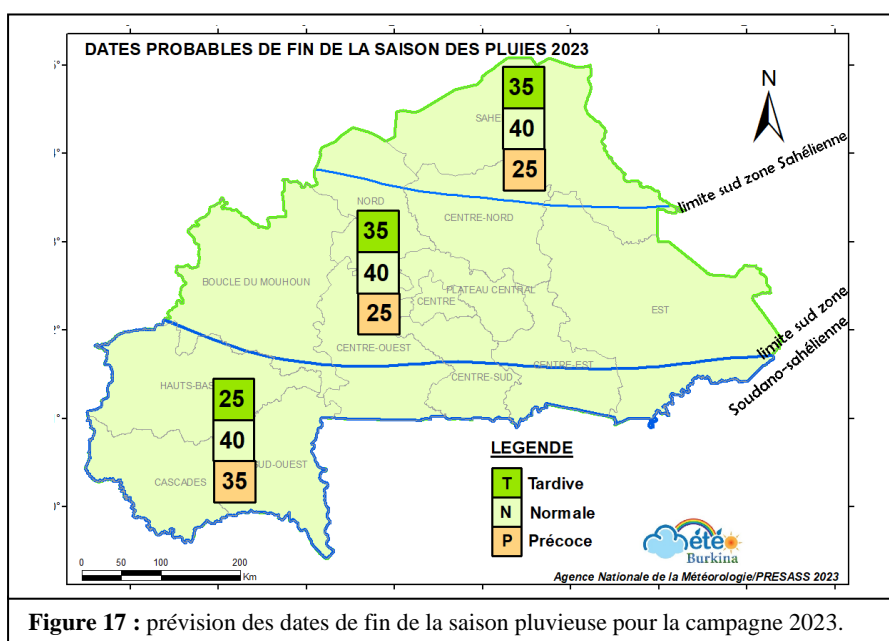 DATES PROBABLES DE FIN DE LA SAISON DES PLUIES 2023
N
35
SAHE
40
25
limite sud zone Sahélienne
NORD
CENTRE-NORD
35
BOUCLE DU MOUHOUN
40
PLATEAU CENTRAL
CENTRE
EST
25
limite sud zone
Soudano-sahélienne
CENTRE-OUEST
CENTRE-EST
CENTRE-SUD
HAUTS-BAS
25
40
SUD-OUEST
CASCADES
35
LEGENDE
T Tardive
N Normale
P Précoce
météo
Burkina
0 50 100 200
Km
Agence Nationale de la Météorologie/PRESASS 2023
Figure 17 : prévision des dates de fin de la saison pluvieuse pour la campagne 2023.